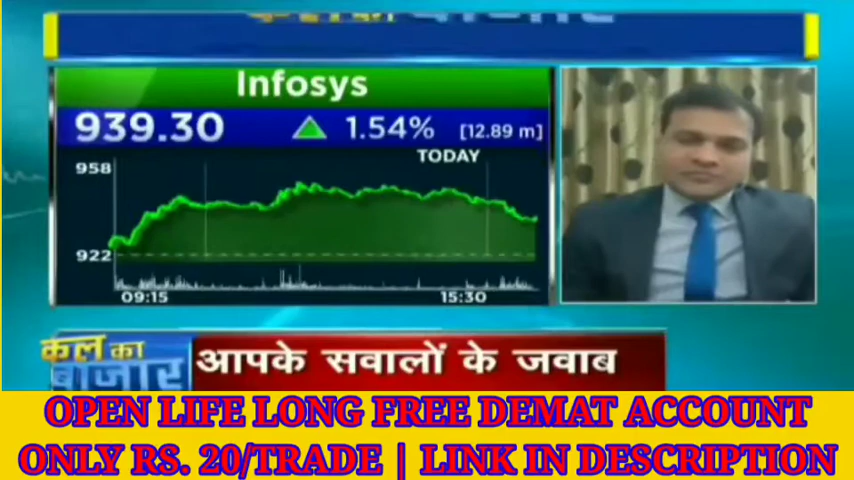 Infosys
939.30 ▲ 1.54% [12.89 m]
TODAY
958
922
09:15 15:30
कल का
बाज़ार
आपके सवालों के जवाब
OPEN LIFE LONG FREE DEMAT ACCOUNT
ONLY RS. 20/TRADE | LINK IN DESCRIPTION